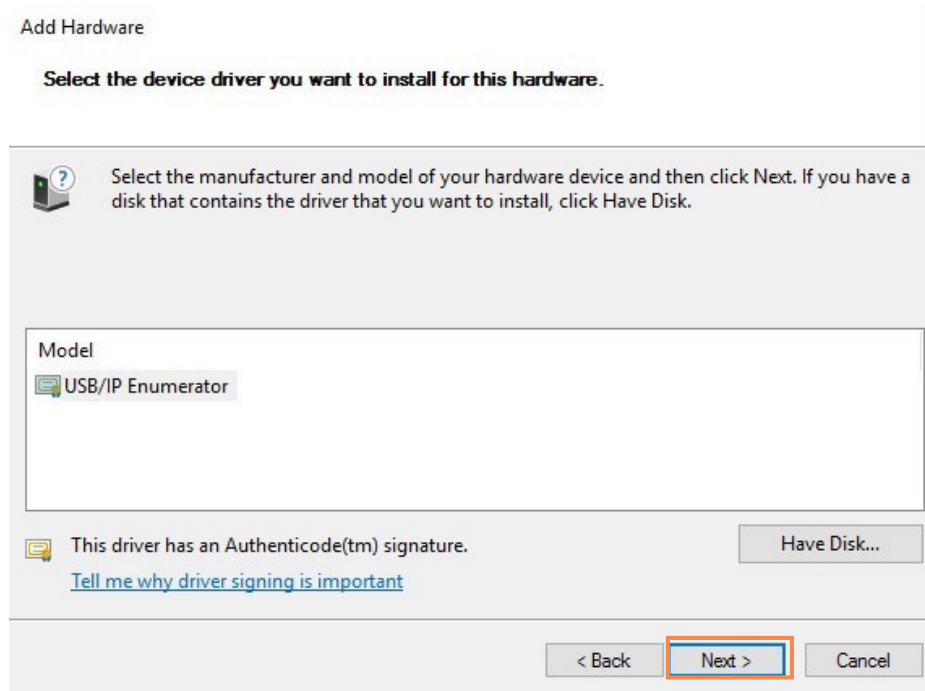 Add Hardware
Select the device driver you want to install for this hardware.
Select the manufacturer and model of your hardware device and then click Next. If you have a
disk that contains the driver that you want to install, click Have Disk.
Model
USB/IP Enumerator
This driver has an Authenticode(tm) signature.
Have Disk...
Tell me why driver signing is important
< Back
Next >
Cancel